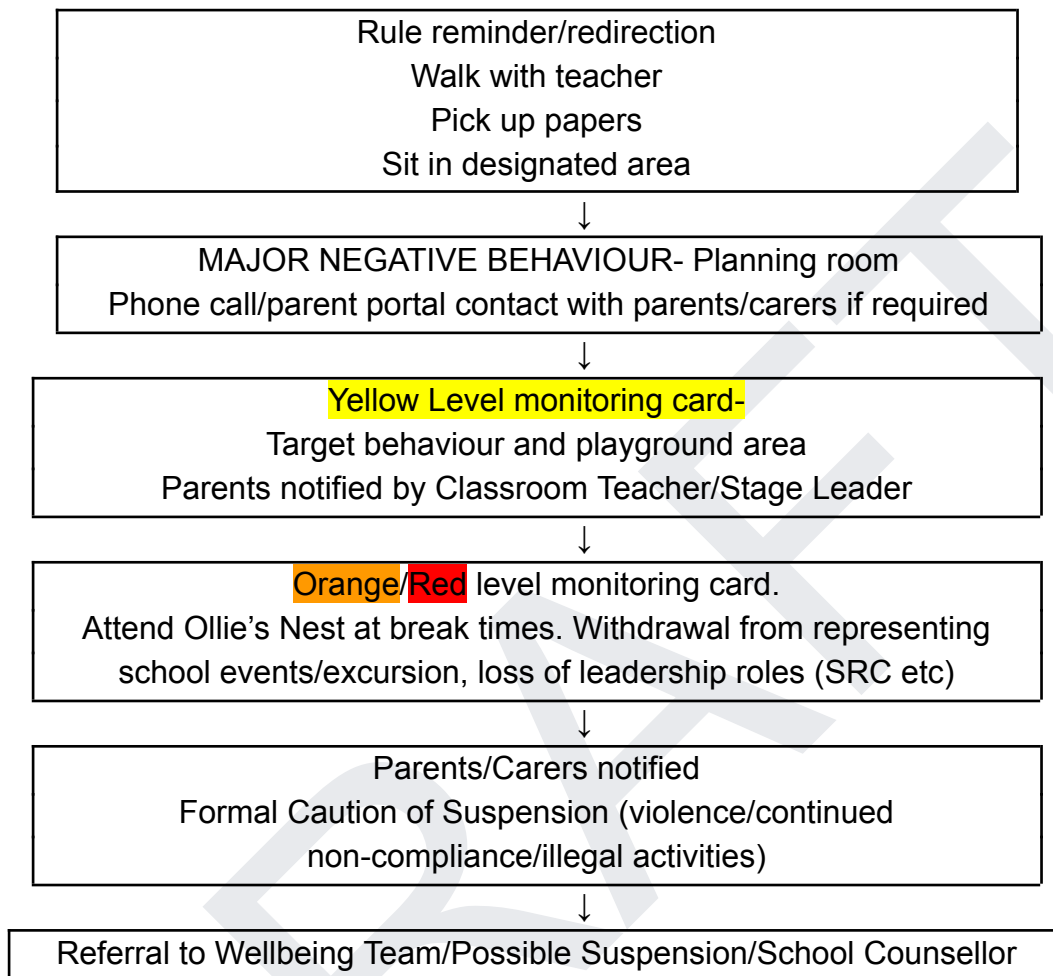 Rule reminder/redirection
Walk with teacher
Pick up papers
Sit in designated area
↓
MAJOR NEGATIVE BEHAVIOUR- Planning room
Phone call/parent portal contact with parents/carers if required
↓
Yellow Level monitoring card-
Target behaviour and playground area
Parents notified by Classroom Teacher/Stage Leader
↓
Orange/Red level monitoring card.
Attend Ollie’s Nest at break times. Withdrawal from representing
school events/excursion, loss of leadership roles (SRC etc)
↓
Parents/Carers notified
Formal Caution of Suspension (violence/continued
non-compliance/illegal activities)
↓
Referral to Wellbeing Team/Possible Suspension/School Counsellor
DRAFT